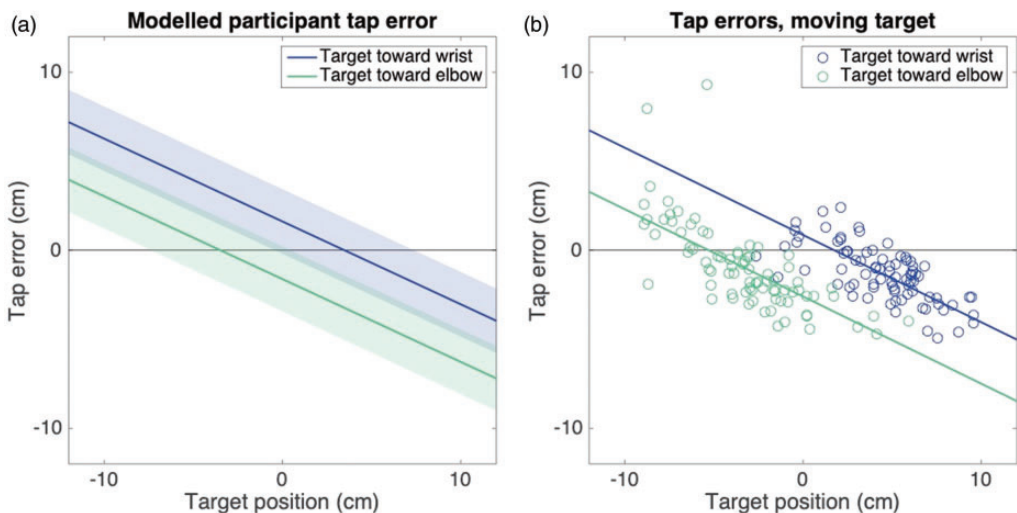 (a)
Modelled participant tap error
Target toward wrist
Target toward elbow
10
0
-10
Tap error (cm)
-10
0
10
Target position (cm)
(b)
Tap errors, moving target
Target toward wrist
Target toward elbow
10
0
-10
Tap error (cm)
-10
0
10
Target position (cm)